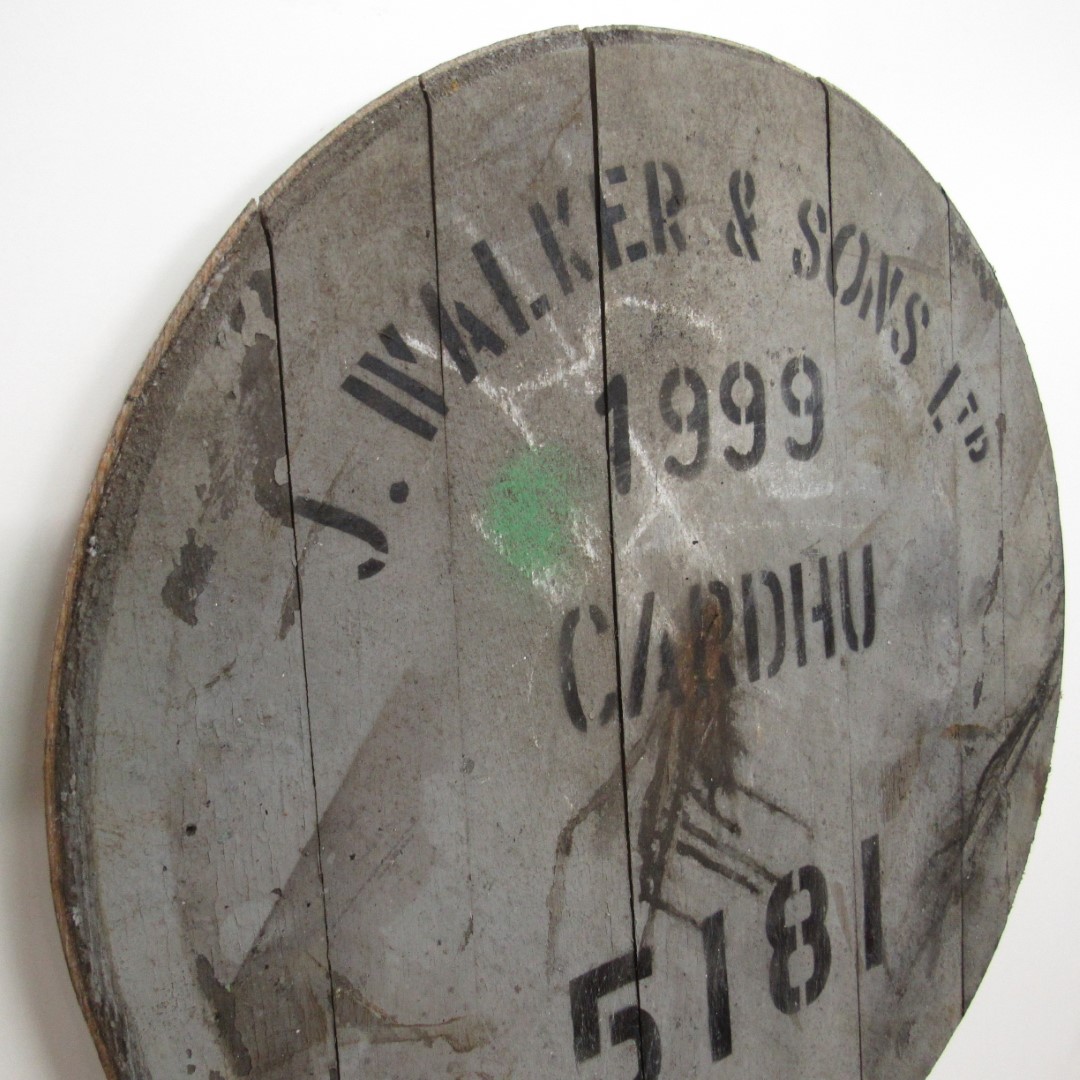 J. WALKER & SONS LTD
1999
CARDHU
5181